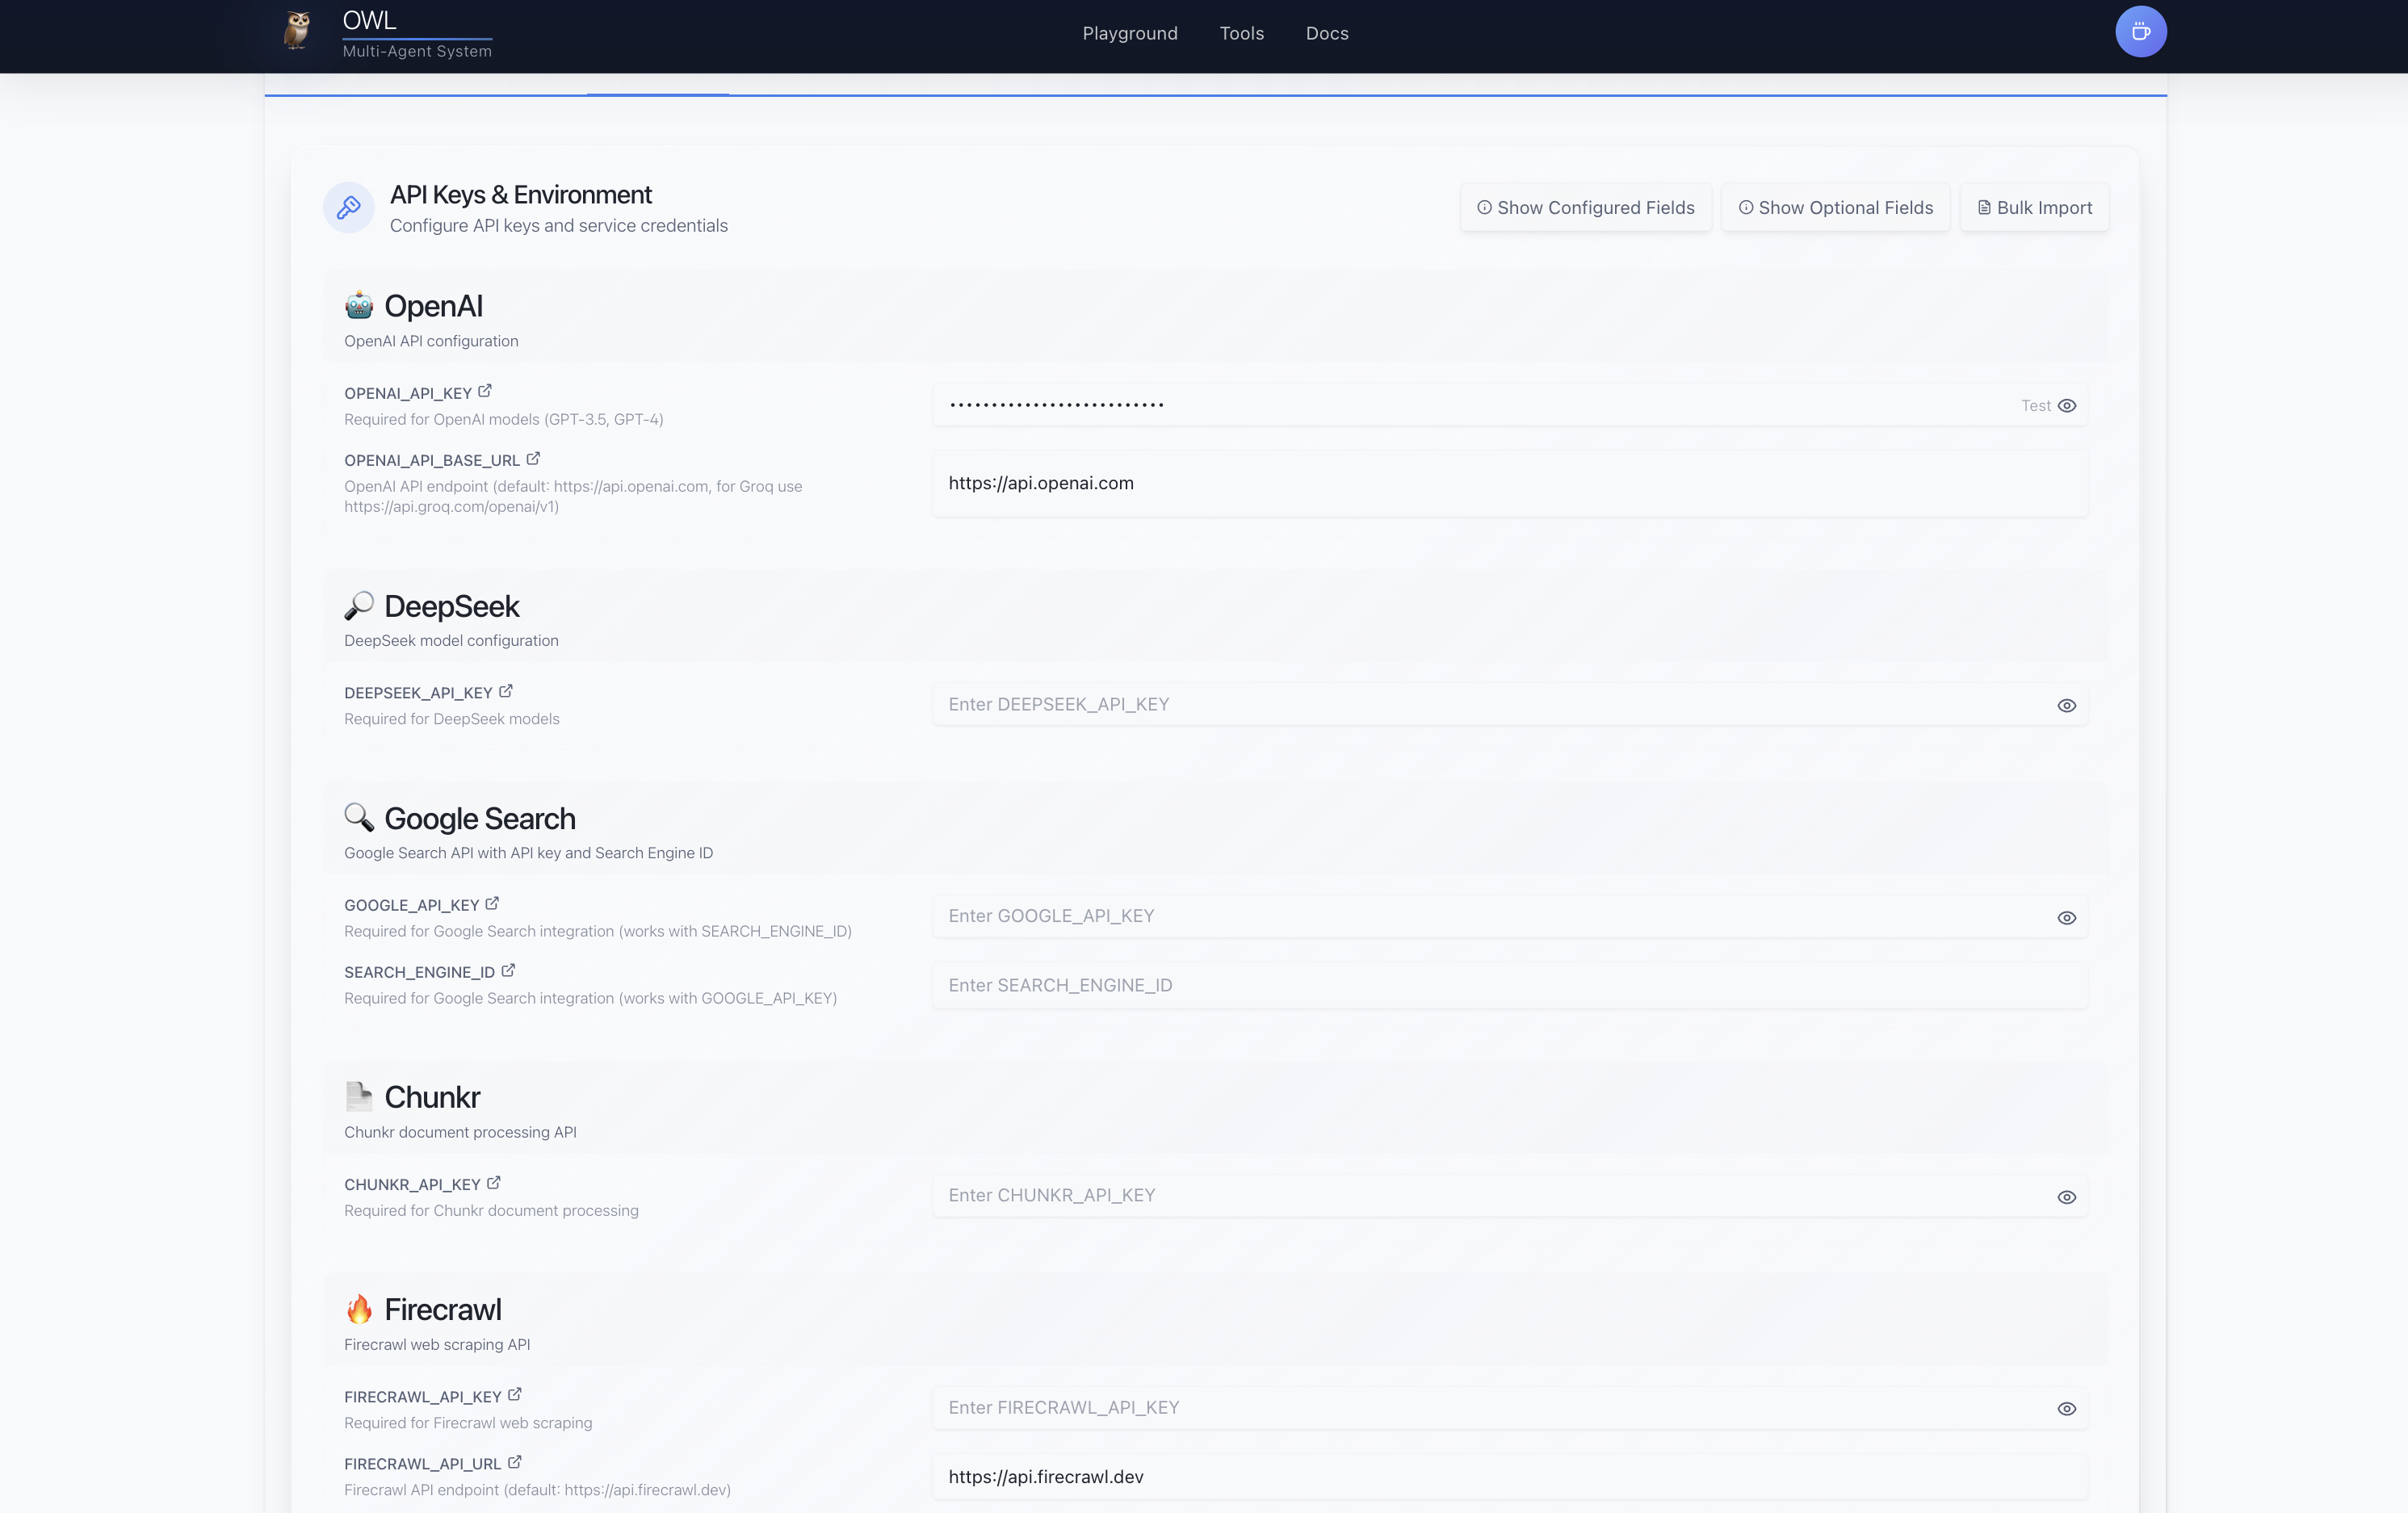 OWL
Multi-Agent System
Playground
Tools
Docs
API Keys & Environment
Configure API keys and service credentials
Show Configured Fields
Show Optional Fields
Bulk Import
OpenAI
OpenAI API configuration
OPENAI_API_KEY
Required for OpenAI models (GPT-3.5, GPT-4)
••••••••••••••••••••••••••
Test
OPENAI_API_BASE_URL
OpenAI API endpoint (default: https://api.openai.com, for Groq use
https://api.groq.com/openai/v1)
https://api.openai.com
DeepSeek
DeepSeek model configuration
DEEPSEEK_API_KEY
Required for DeepSeek models
Enter DEEPSEEK_API_KEY
Google Search
Google Search API with API key and Search Engine ID
GOOGLE_API_KEY
Required for Google Search integration (works with SEARCH_ENGINE_ID)
Enter GOOGLE_API_KEY
SEARCH_ENGINE_ID
Required for Google Search integration (works with GOOGLE_API_KEY)
Enter SEARCH_ENGINE_ID
Chunkr
Chunkr document processing API
CHUNKR_API_KEY
Required for Chunkr document processing
Enter CHUNKR_API_KEY
Firecrawl
Firecrawl web scraping API
FIRECRAWL_API_KEY
Required for Firecrawl web scraping
Enter FIRECRAWL_API_KEY
FIRECRAWL_API_URL
Firecrawl API endpoint (default: https://api.firecrawl.dev)
https://api.firecrawl.dev